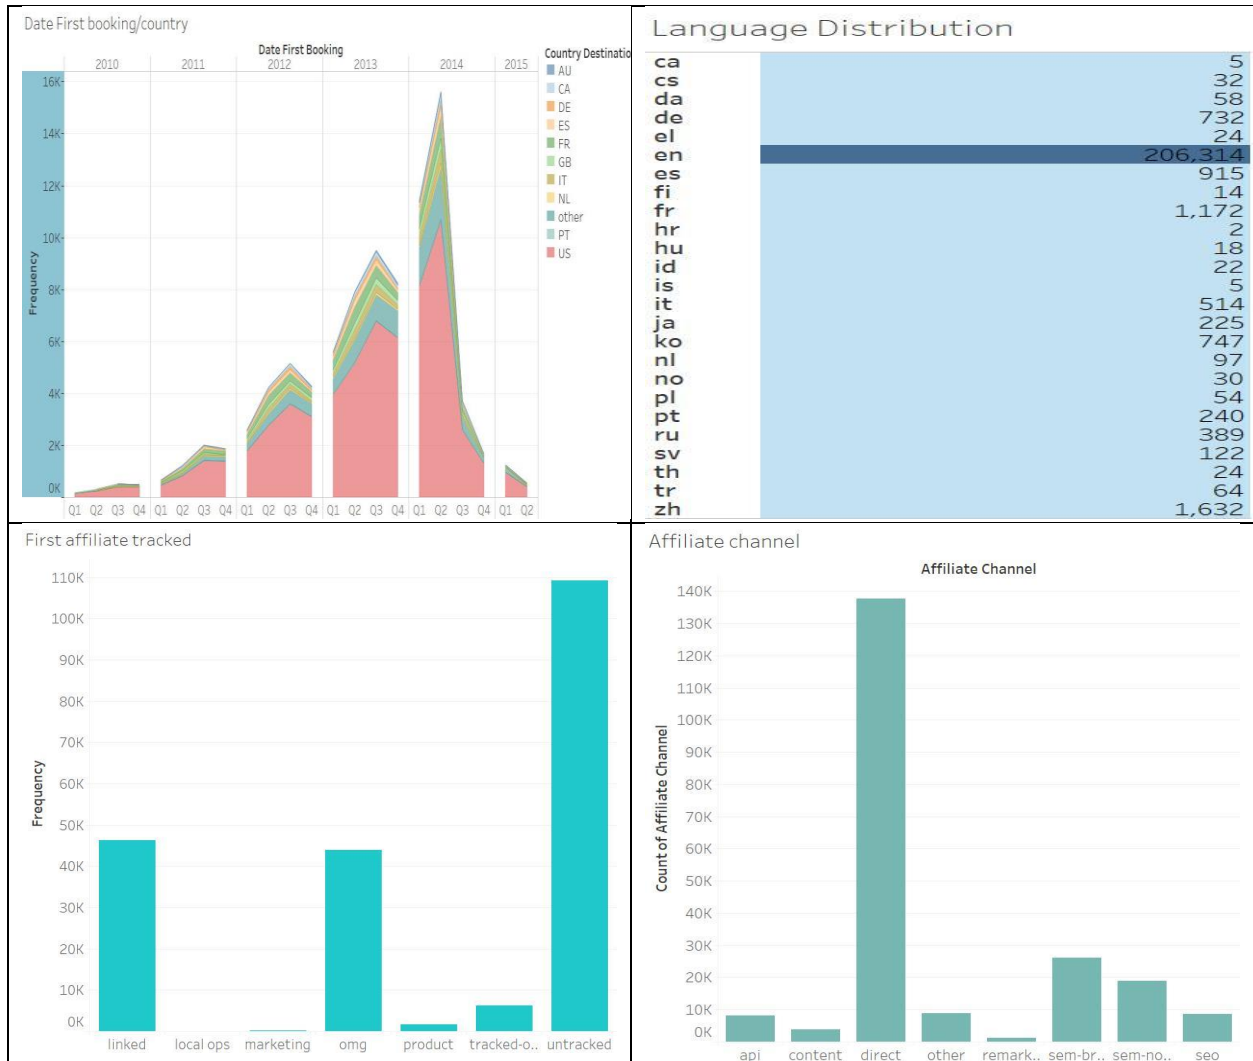 Date First booking/country
Date First Booking
2010 2011 2012 2013 2014 2015
Country Destinatio
AU
CA
DE
ES
FR
GB
IT
NL
other
PT
US
16K
14K
12K
10K
8K
6K
4K
2K
0K
Frequency
Q1 Q2 Q3 Q4 Q1 Q2 Q3 Q4 Q1 Q2 Q3 Q4 Q1 Q2 Q3 Q4 Q1 Q2 Q3 Q4 Q1 Q2
Language Distribution
ca 5
cs 32
da 58
de 732
el 24
en 206,314
es 915
fi 14
fr 1,172
hr 2
hu 18
id 22
is 5
it 514
ja 225
ko 747
nl 97
no 30
pl 54
pt 240
ru 389
sv 122
th 24
tr 64
zh 1,632
First affiliate tracked
110K
100K
90K
80K
70K
60K
50K
40K
30K
20K
10K
0K
Frequency
linked local ops marketing omg product tracked-o.. untracked
Affiliate channel
Affiliate Channel
140K
130K
120K
110K
100K
90K
80K
70K
60K
50K
40K
30K
20K
10K
0K
Count of Affiliate Channel
api content direct other remark.. sem-br.. sem-no.. seo